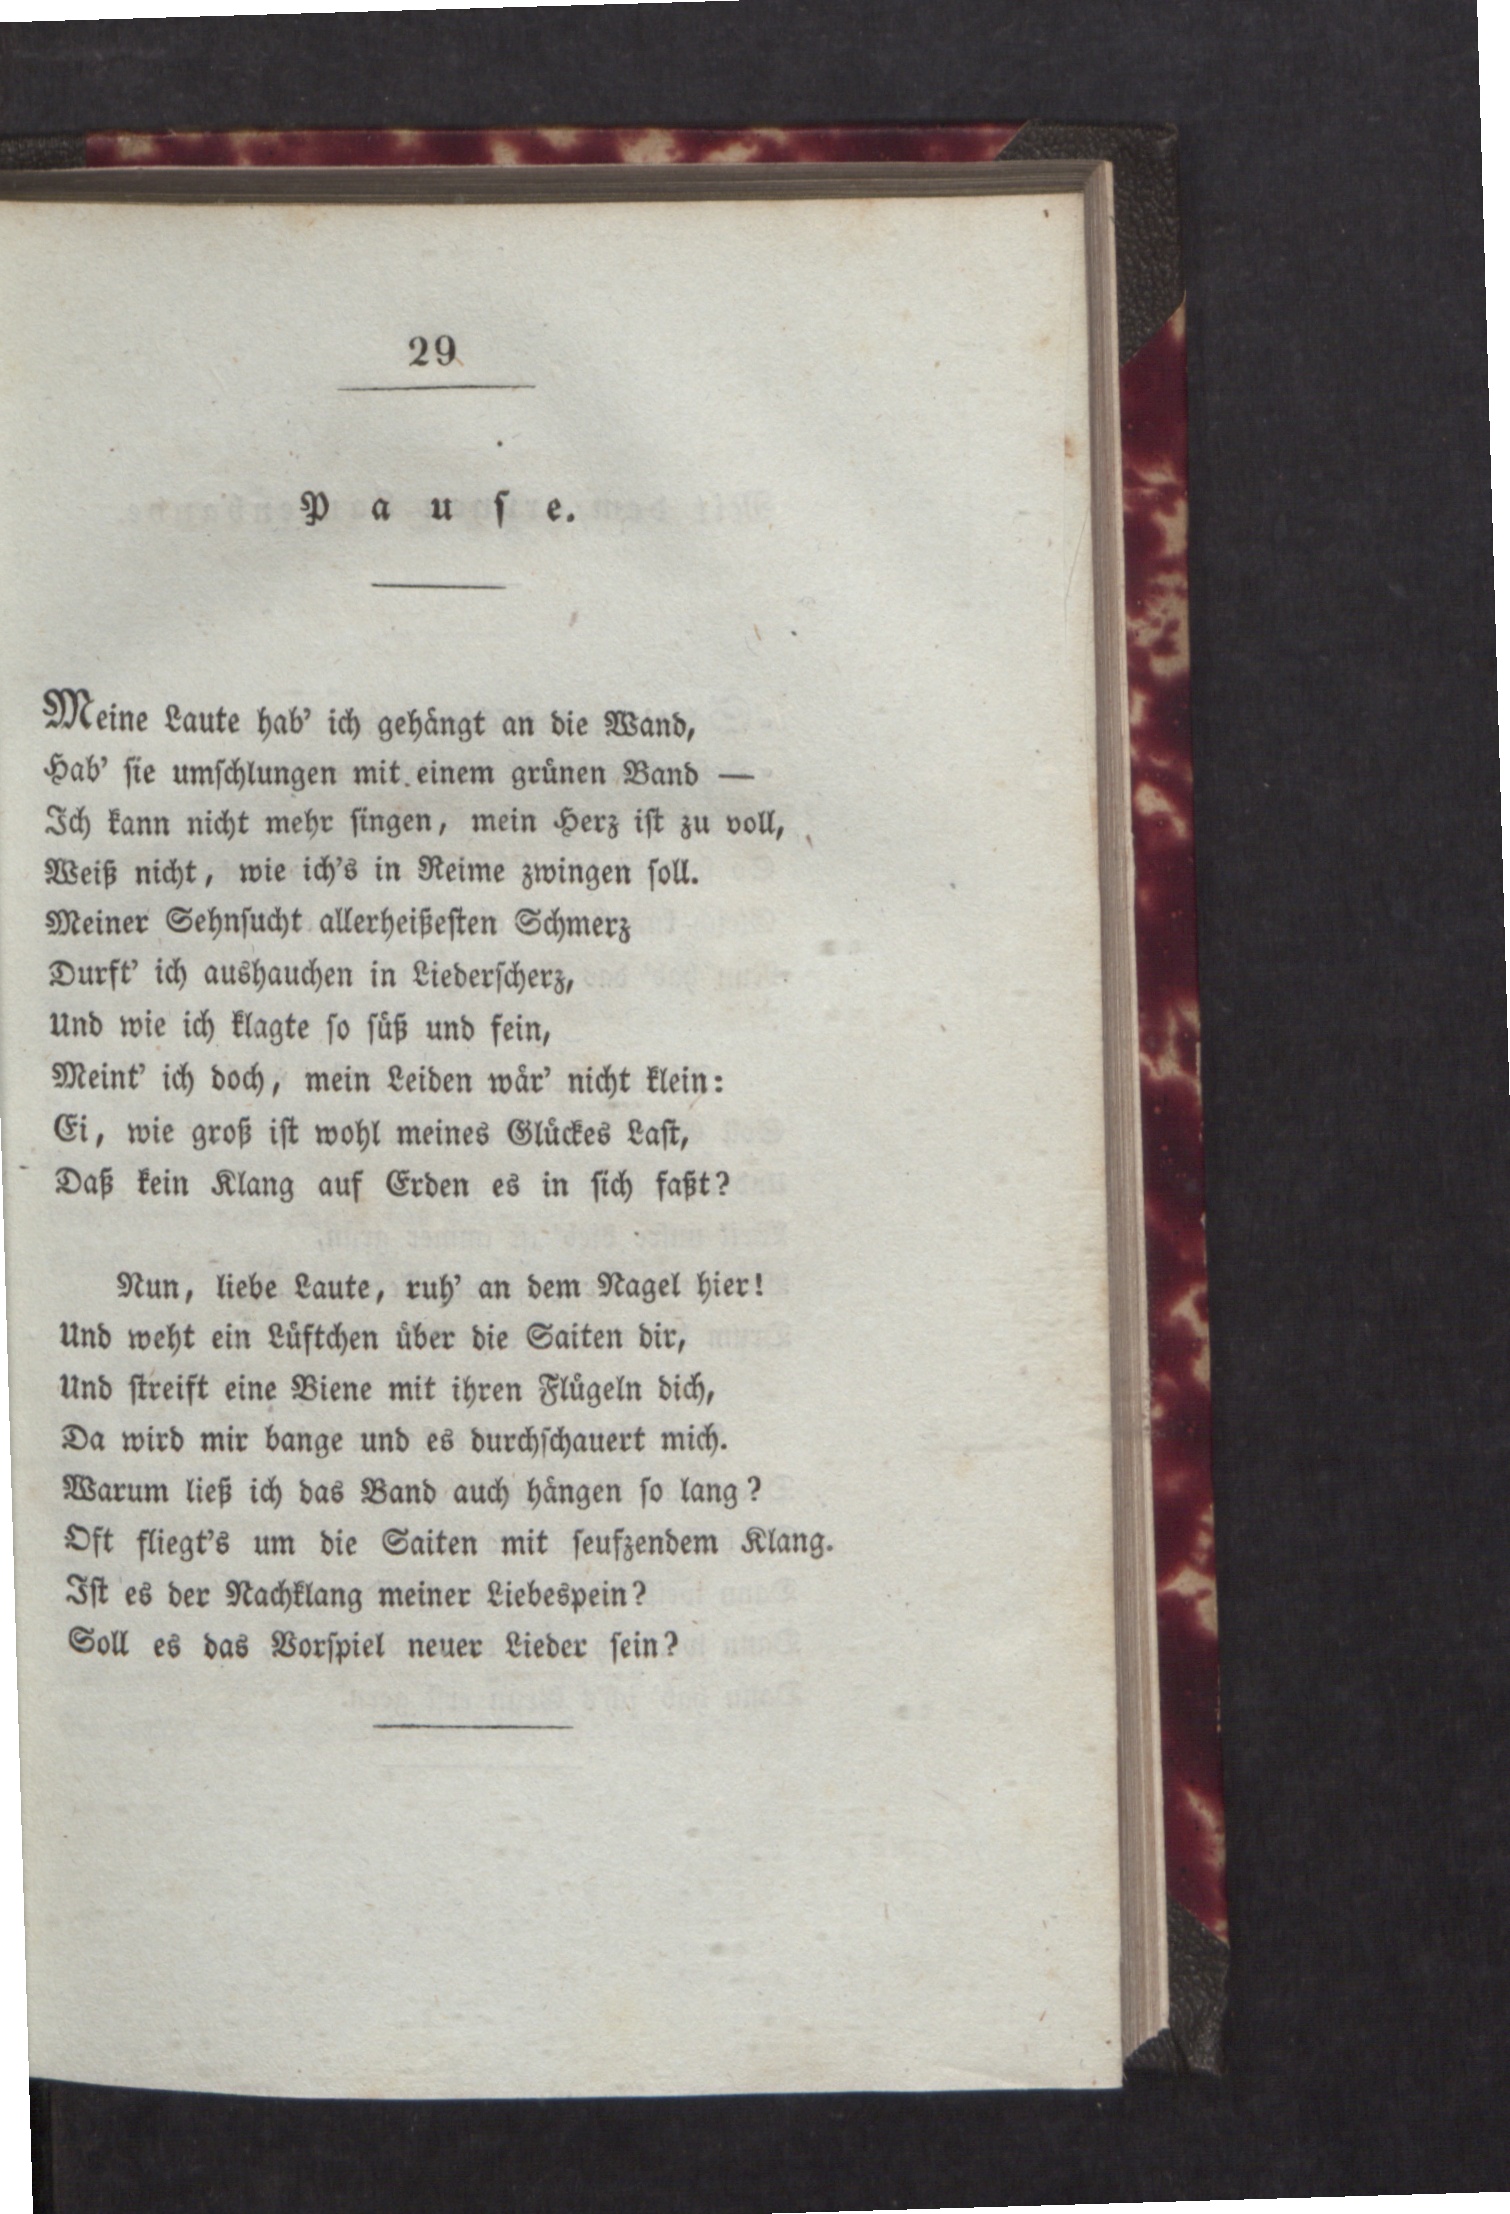 29
Pause.
Meine Laute hab' ich gehängt an die Wand,
Hab' sie umschlungen mit einem grünen Band —
Ich kann nicht mehr singen, mein Herz ist zu voll,
Weiß nicht, wie ich's in Reime zwingen soll.
Meiner Sehnsucht allerheißesten Schmerz
Durft' ich aushauchen in Liederscherz,
Und wie ich klagte so süß und fein,
Meint' ich doch, mein Leiden wär' nicht klein:
Ei, wie groß ist wohl meines Glückes Last,
Daß kein Klang auf Erden es in sich faßt?
Nun, liebe Laute, ruh' an dem Nagel hier!
Und weht ein Lüftchen über die Saiten dir,
Und streift eine Biene mit ihren Flügeln dich,
Da wird mir bange und es durchschauert mich.
Warum ließ ich das Band auch hängen so lang?
Oft fliegt's um die Saiten mit seufzendem Klang.
Ist es der Nachklang meiner Liebespein?
Soll es das Vorspiel neuer Lieder sein?